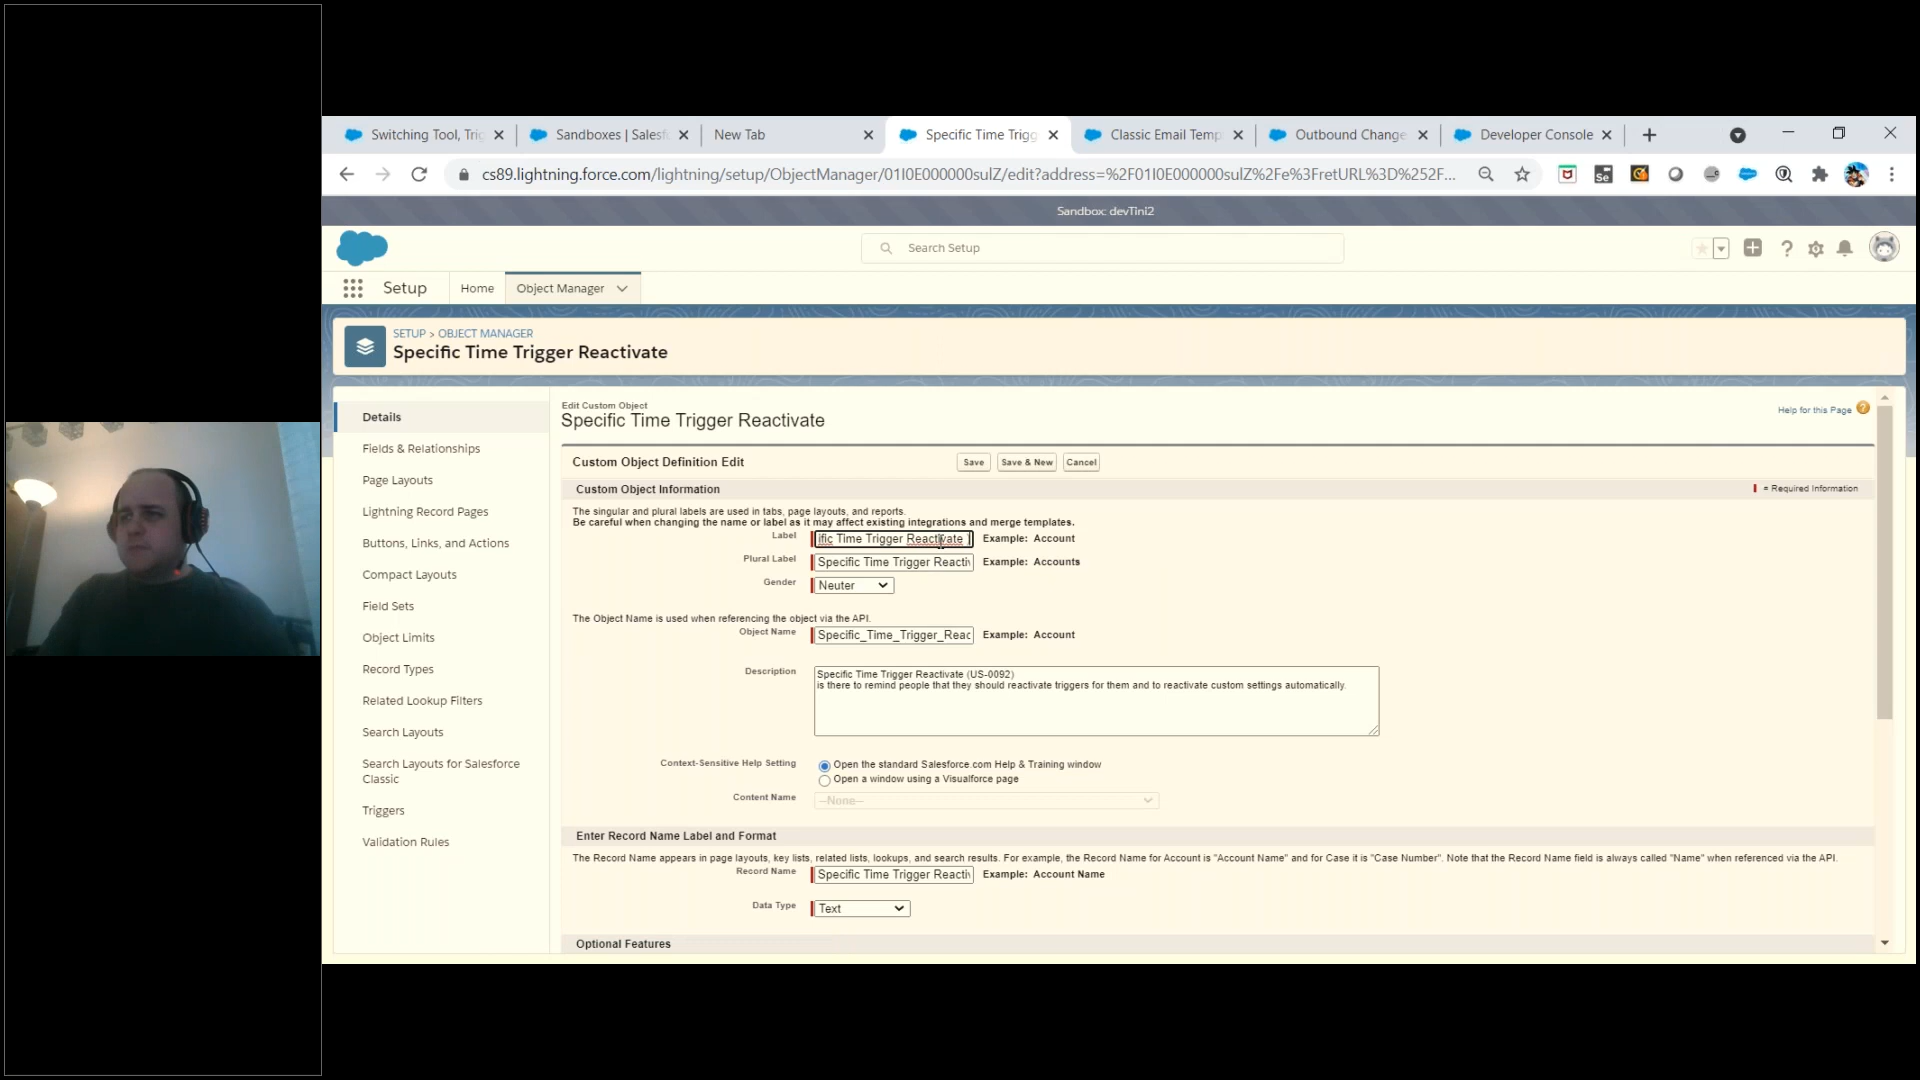 Switching Tool, Trig
Sandboxes | Salesf
New Tab
Specific Time Trigg
Classic Email Temp
Outbound Change
Developer Console
cs89.lightning.force.com/lightning/setup/ObjectManager/01I0E000000sulZ/edit?address=%2F01I0E000000sulZ%2Fe%3FretURL%3D%252F...
Sandbox: devTini2
Search Setup
Setup
Home
Object Manager
SETUP > OBJECT MANAGER
Specific Time Trigger Reactivate
Details
Fields & Relationships
Page Layouts
Lightning Record Pages
Buttons, Links, and Actions
Compact Layouts
Field Sets
Object Limits
Record Types
Related Lookup Filters
Search Layouts
Search Layouts for Salesforce
Classic
Triggers
Validation Rules
Edit Custom Object
Specific Time Trigger Reactivate
Help for this Page
Custom Object Definition Edit
Save
Save & New
Cancel
Custom Object Information
= Required Information
The singular and plural labels are used in tabs, page layouts, and reports.
Be careful when changing the name or label as it may affect existing integrations and merge templates.
Label
ific Time Trigger Reactivate
Example: Account
Plural Label
Specific Time Trigger Reactiv
Example: Accounts
Gender
Neuter
The Object Name is used when referencing the object via the API.
Object Name
Specific_Time_Trigger_Reac
Example: Account
Description
Specific Time Trigger Reactivate (US-0092)
is there to remind people that they should reactivate triggers for them and to reactivate custom settings automatically.
Context-Sensitive Help Setting
Open the standard Salesforce.com Help & Training window
Open a window using a Visualforce page
Content Name
--None--
Enter Record Name Label and Format
The Record Name appears in page layouts, key lists, related lists, lookups, and search results. For example, the Record Name for Account is "Account Name" and for Case it is "Case Number". Note that the Record Name field is always called "Name" when referenced via the API.
Record Name
Specific Time Trigger Reactiv
Example: Account Name
Data Type
Text
Optional Features